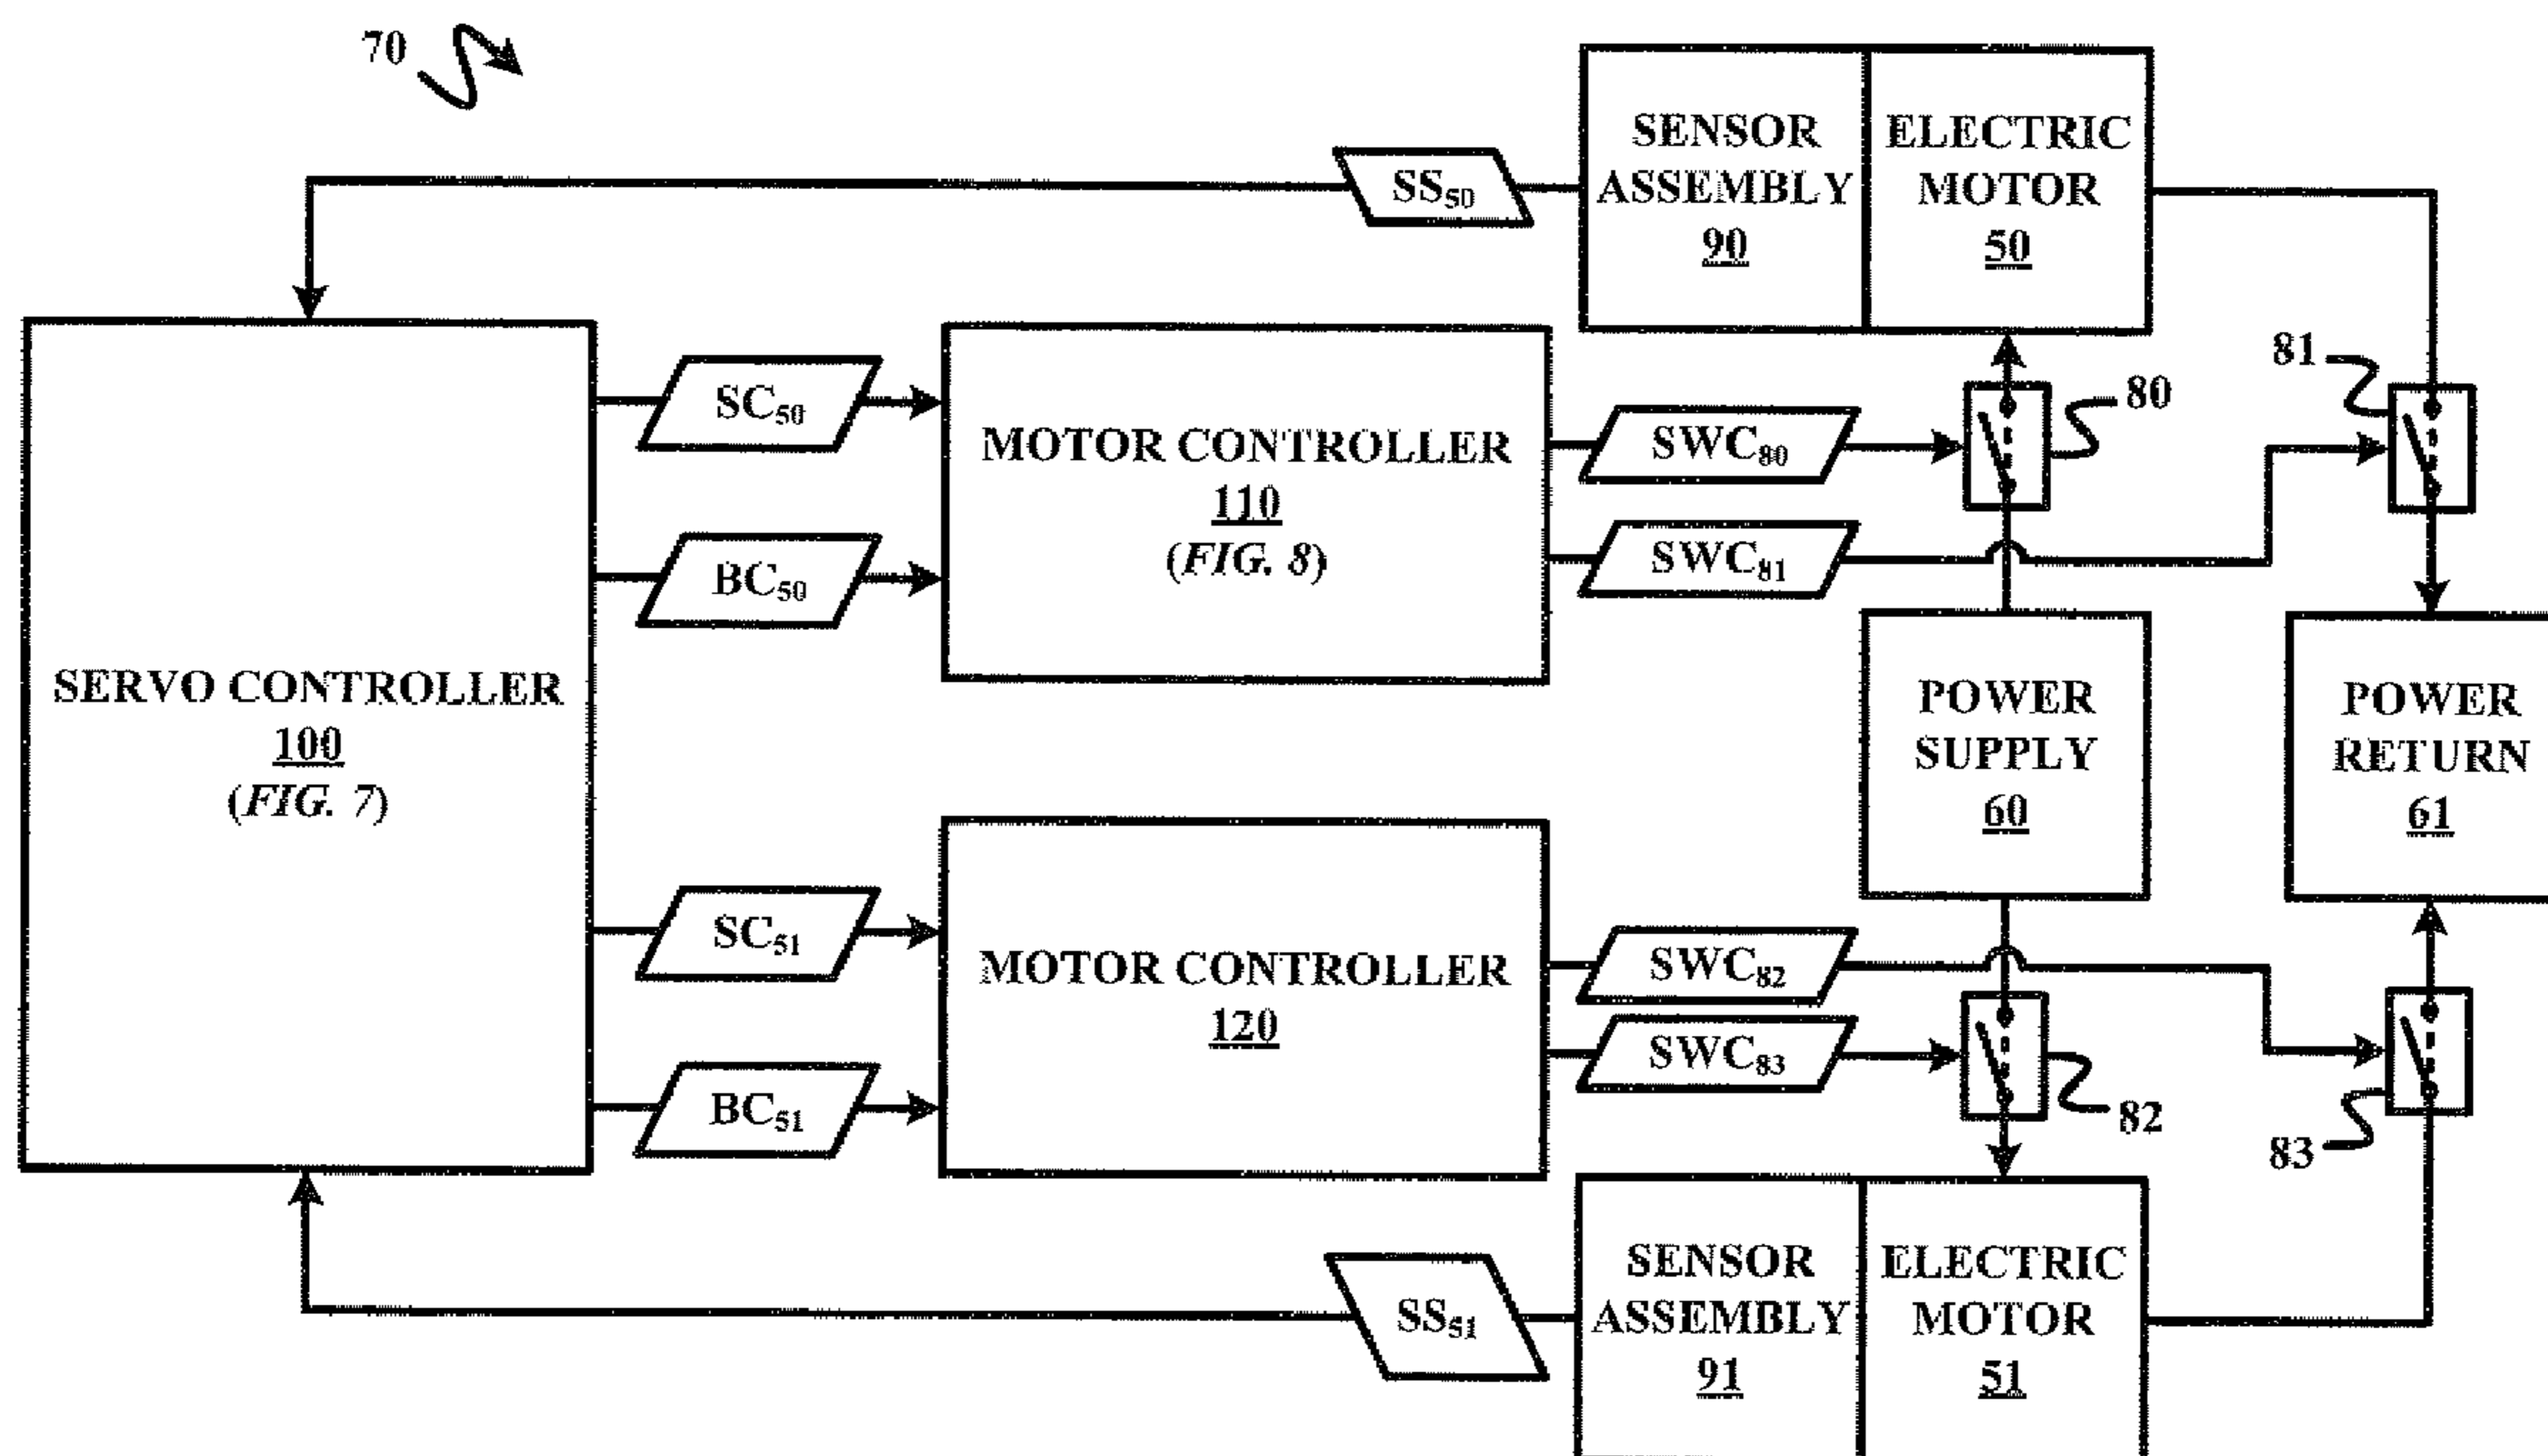 70
SENSOR
ASSEMBLY
90
ELECTRIC
MOTOR
50
SS50
81
80
SC50
BC50
MOTOR CONTROLLER
110
(FIG. 8)
SWC80
SWC81
SERVO CONTROLLER
100
(FIG. 7)
POWER
SUPPLY
60
POWER
RETURN
61
SC51
BC51
MOTOR CONTROLLER
120
SWC82
SWC83
82
83
SS51
SENSOR
ASSEMBLY
91
ELECTRIC
MOTOR
51